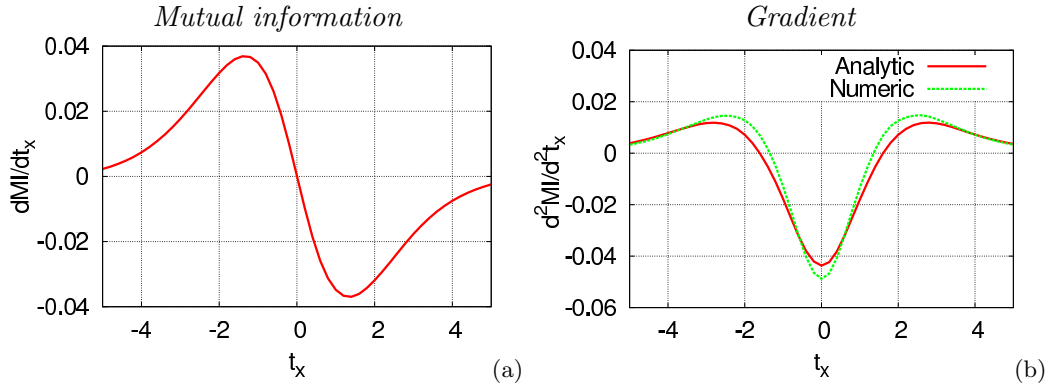 Mutual information
0.04
0.02
0
-0.02
-0.04
-4
-2
0
2
4
dMI/dt_x
t_x
(a)
Gradient
Analytic
Numeric
0.04
0.02
0
-0.02
-0.04
-0.06
-4
-2
0
2
4
d²MI/d²t_x
t_x
(b)